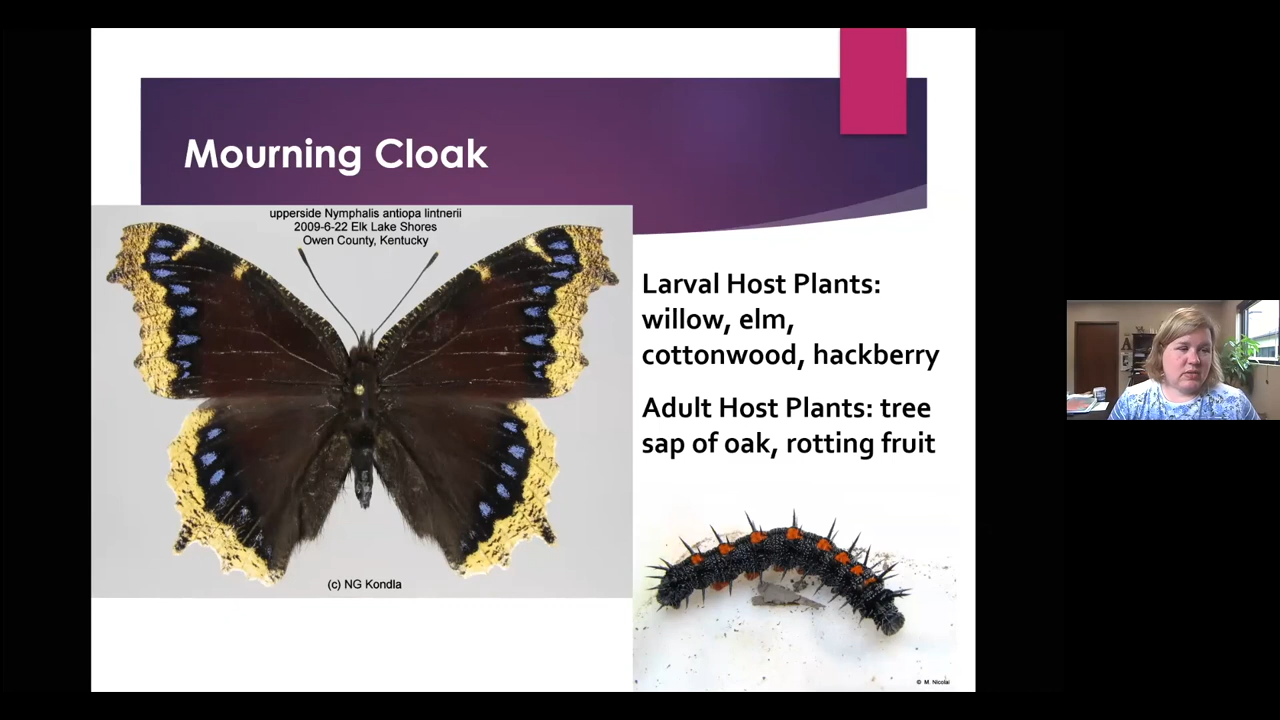 Mourning Cloak
upperside Nymphalis antiopa lintnerii
2009-6-22 Elk Lake Shores
Owen County, Kentucky
(c) NG Kondla
Larval Host Plants:
willow, elm,
cottonwood, hackberry
Adult Host Plants: tree
sap of oak, rotting fruit
© M. Nicolai